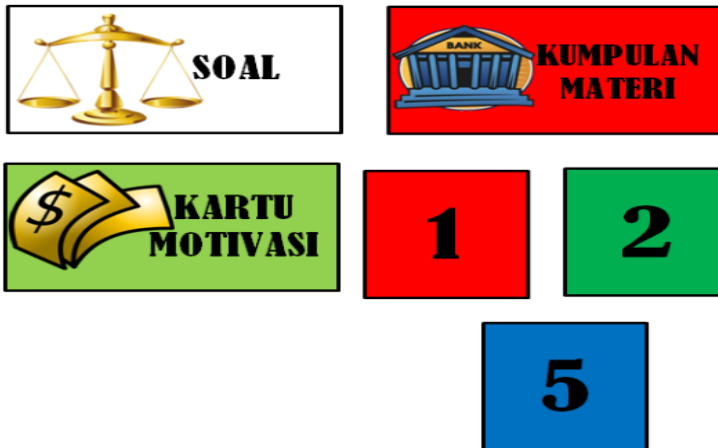 SOAL
BANK
KUMPULAN
MATERI
$
KARTU
MOTIVASI
1
2
5